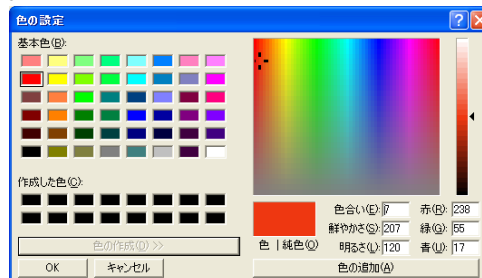 色の設定
基本色(B):
作成した色(C):
色の作成(D) >>
OK キャンセル
色 | 純色(O)
色合い(E): 7 赤(R): 238
鮮やかさ(S): 207 緑(G): 55
明るさ(L): 120 青(U): 17
色の追加(A)